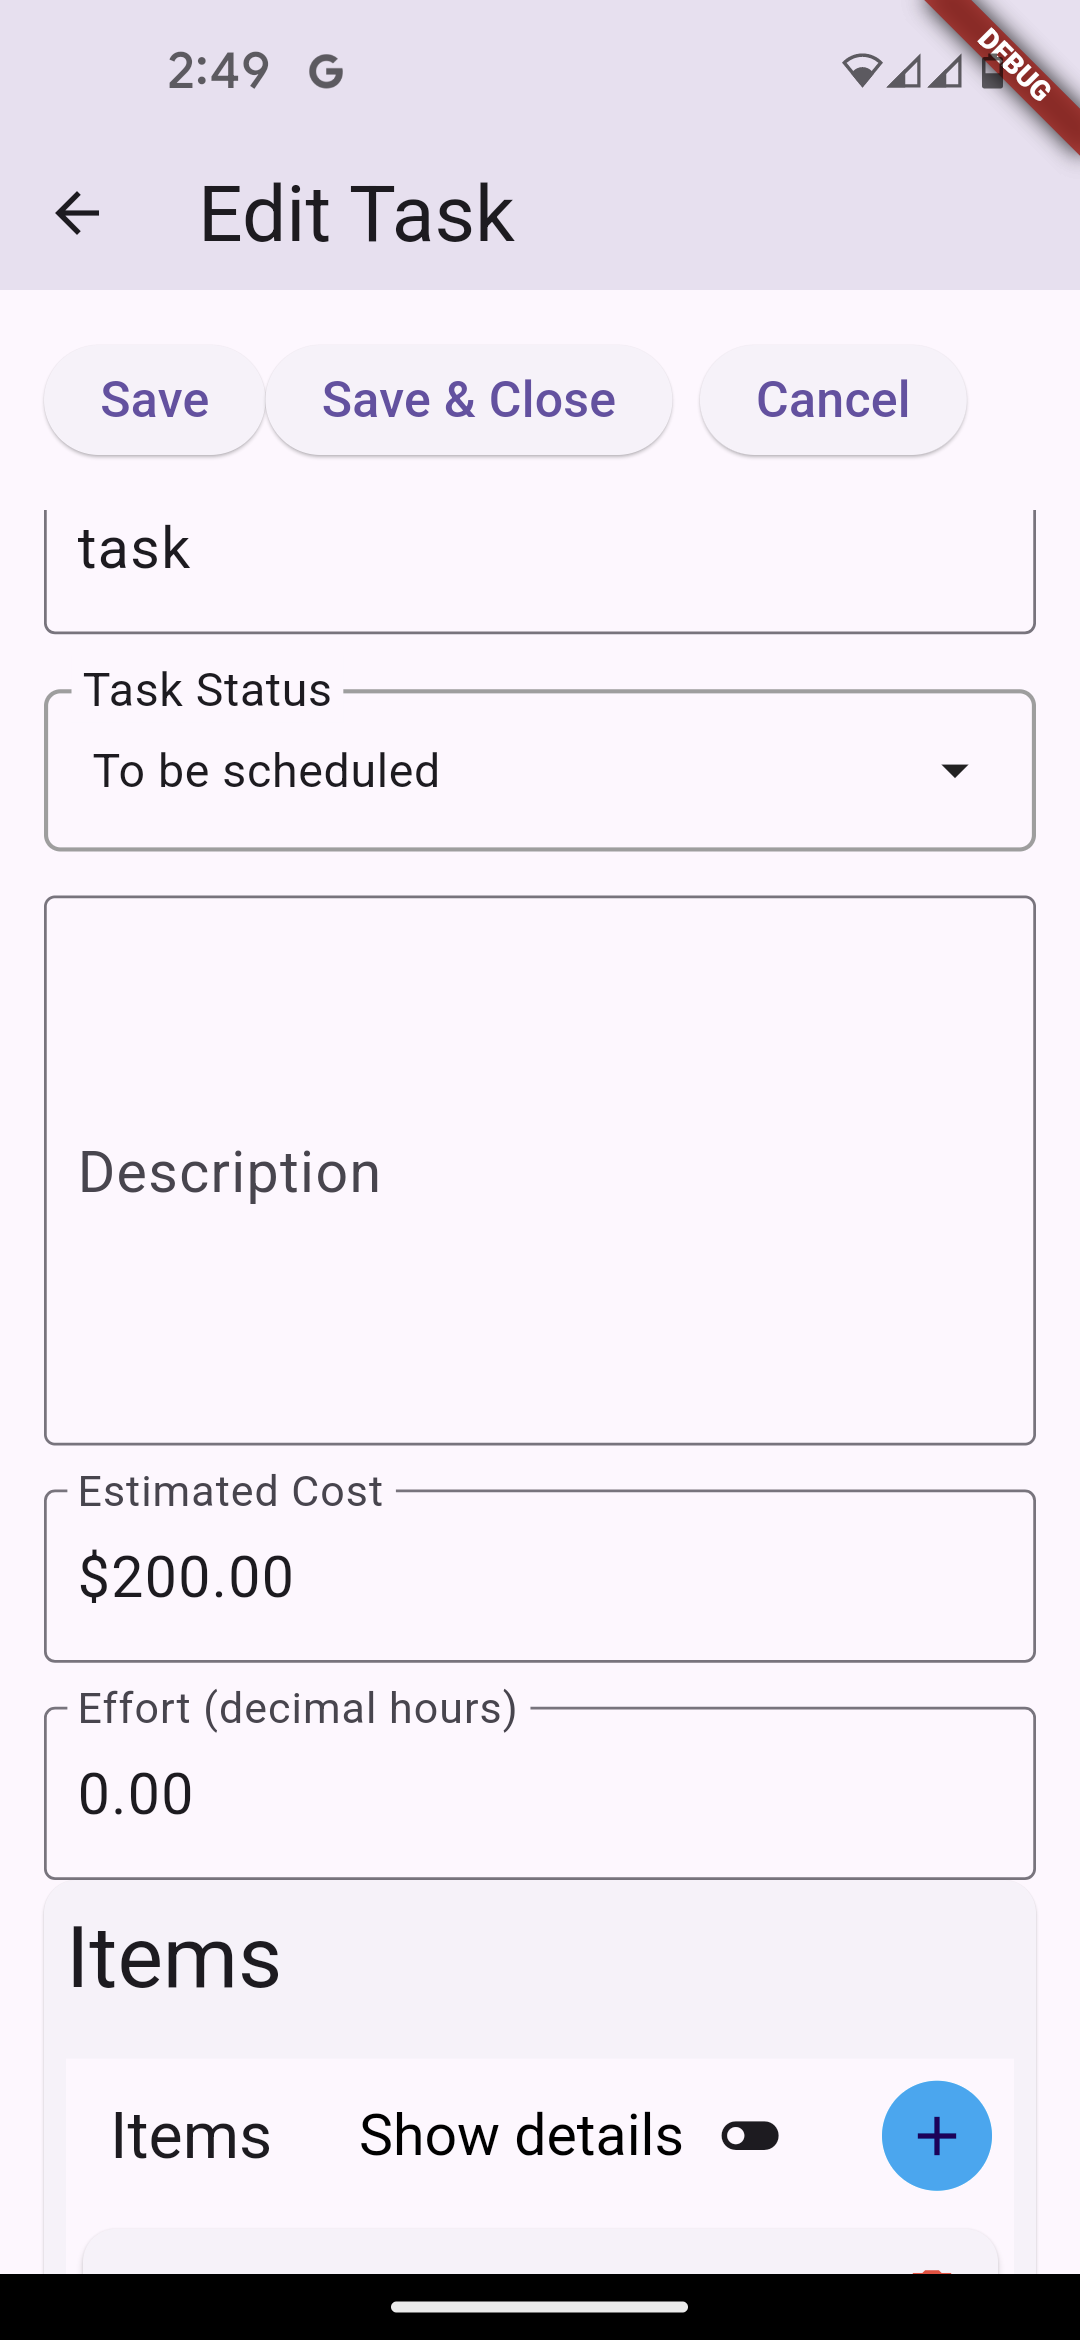 2:49 G
DEBUG
Edit Task
Save Save & Close Cancel
task
Task Status
To be scheduled
Description
Estimated Cost
$200.00
Effort (decimal hours)
0.00
Items
Items Show details